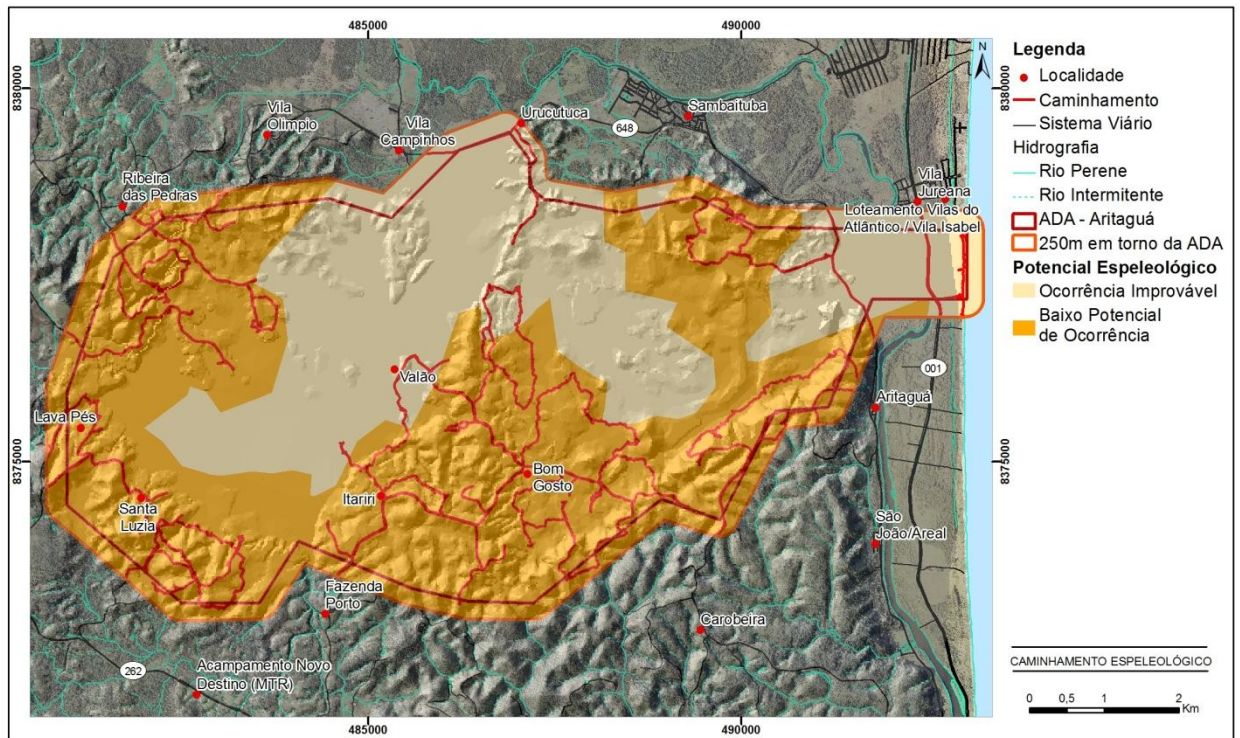 485000
490000
8380000
8380000
8375000
8375000
N
Vila
Olimpio
Vila
Campinhos
Urucutuca
648
Sambaituba
Ribeira
das Pedras
Vila
Jureana
Loteamento Vilas do
Atlântico / Vila Isabel
Valão
001
Lava Pés
Aritaguá
Santa
Luzia
Itariri
Bom
Gosto
São
João/Areal
Fazenda
Porto
Carobeira
262
Acampamento Novo
Destino (MTR)
485000
490000
Legenda
Localidade
Caminhamento
Sistema Viário
Hidrografia
Rio Perene
Rio Intermitente
ADA - Aritaguá
250m em torno da ADA
Potencial Espeleológico
Ocorrência Improvável
Baixo Potencial
de Ocorrência
CAMINHAMENTO ESPELEOLÓGICO
0 0,5 1 2
Km